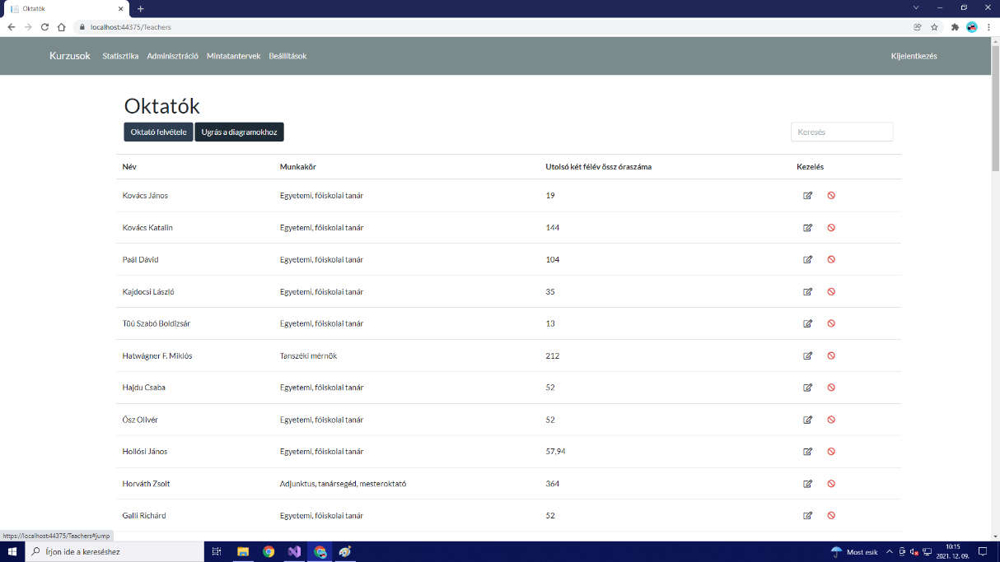 Oktatók
localhost:44375/Teachers
Kurzusok Statisztika Adminisztráció Mintatantervek Beállítások Kijelentkezés
Oktatók
Oktató felvétele Ugrás a diagramokhoz Keresés
Név Munkakör Utolsó két félév össz óraszáma Kezelés
Kovács János Egyetemi, főiskolai tanár 19
Kovács Katalin Egyetemi, főiskolai tanár 144
Paál Dávid Egyetemi, főiskolai tanár 104
Kajdocsi László Egyetemi, főiskolai tanár 35
Tüű Szabó Boldizsár Egyetemi, főiskolai tanár 13
Hatwágner F. Miklós Tanszéki mérnök 212
Hajdu Csaba Egyetemi, főiskolai tanár 52
Ősz Olivér Egyetemi, főiskolai tanár 52
Hollósi János Egyetemi, főiskolai tanár 57,94
Horváth Zsolt Adjunktus, tanársegéd, mesteroktató 364
Galli Richárd Egyetemi, főiskolai tanár 52
https://localhost:44375/Teachers#jump
Írjon ide a kereséshez Most esik 10:15
2021. 12. 09.